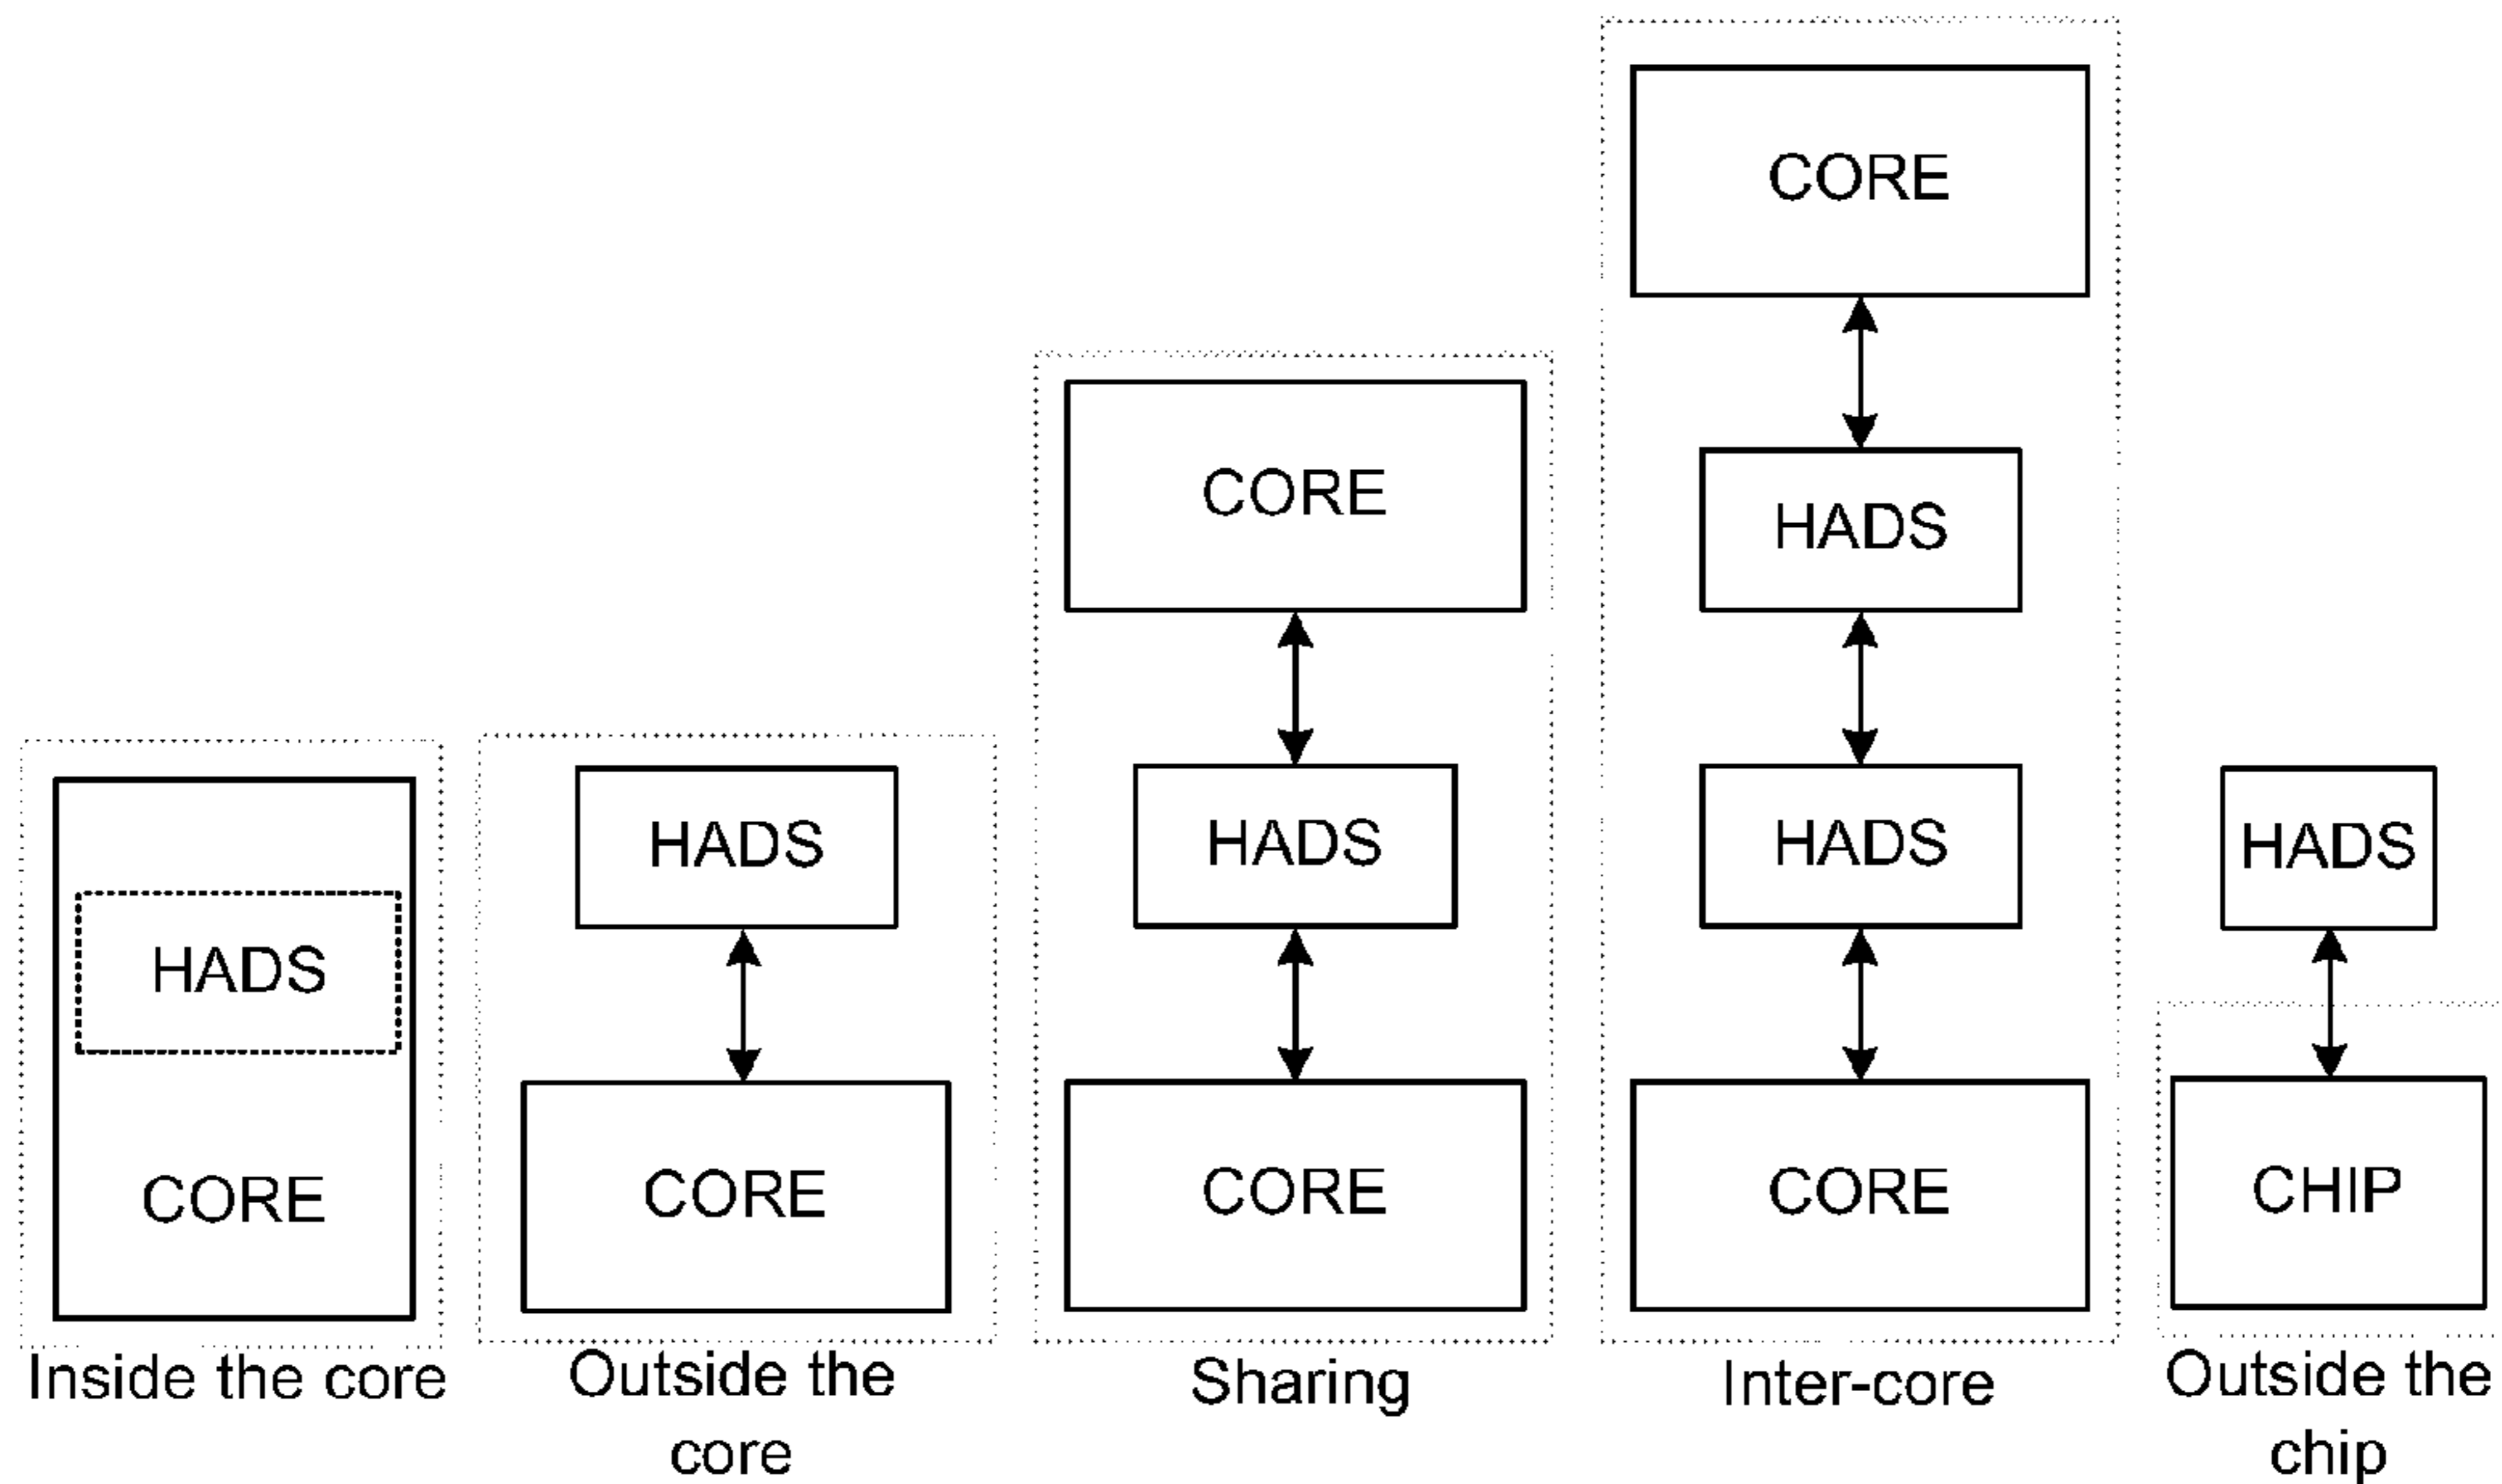 HADS
CORE
Inside the core
HADS
CORE
Outside the
core
CORE
HADS
CORE
Sharing
CORE
HADS
HADS
CORE
Inter-core
HADS
CHIP
Outside the
chip